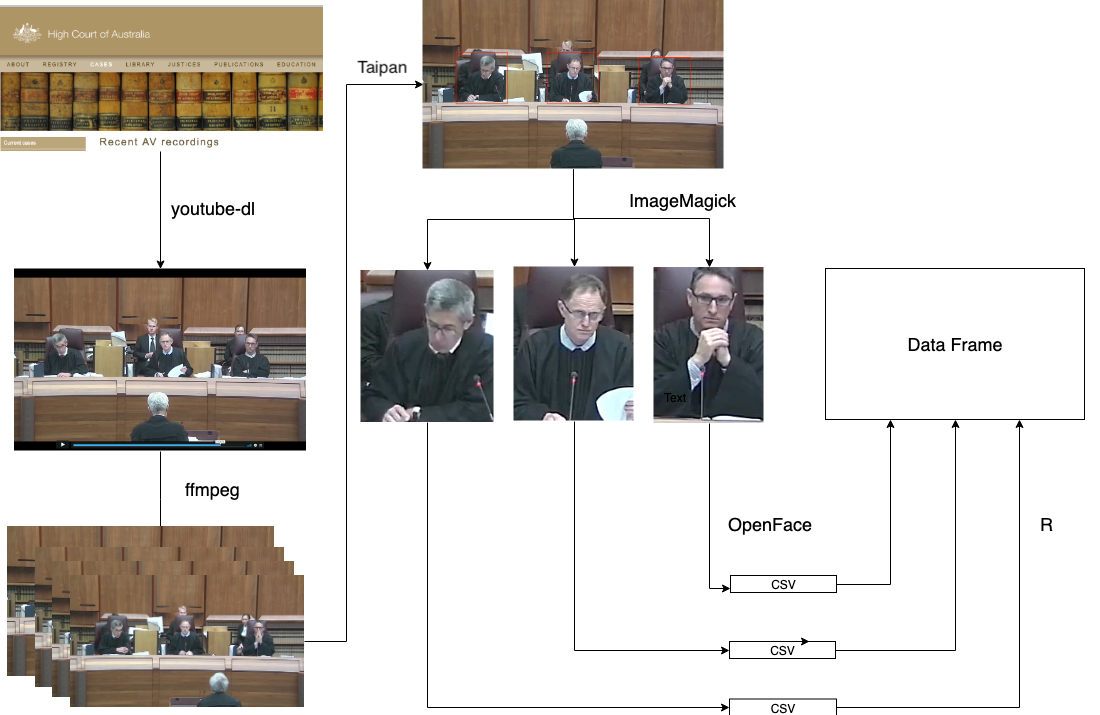 High Court of Australia
ABOUT REGISTRY CASES LIBRARY JUSTICES PUBLICATIONS EDUCATION
Current cases
Recent AV recordings
youtube-dl
ffmpeg
Taipan
ImageMagick
Text
Data Frame
OpenFace
R
CSV
CSV
CSV